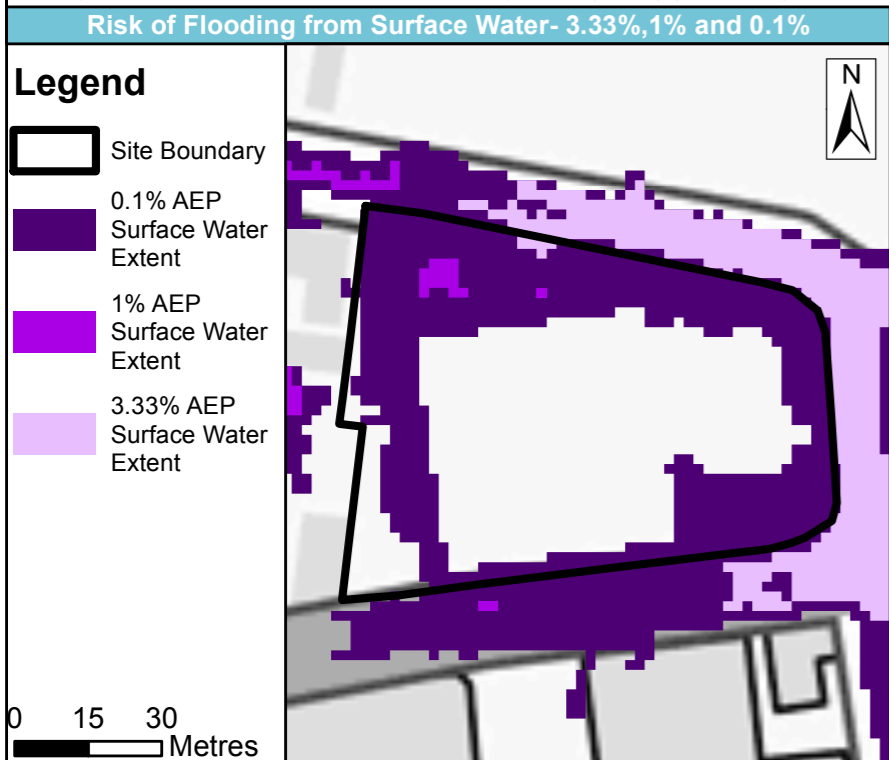 Risk of Flooding from Surface Water- 3.33%,1% and 0.1%
Legend
Site Boundary
0.1% AEP
Surface Water
Extent
1% AEP
Surface Water
Extent
3.33% AEP
Surface Water
Extent
0 15 30
Metres
N